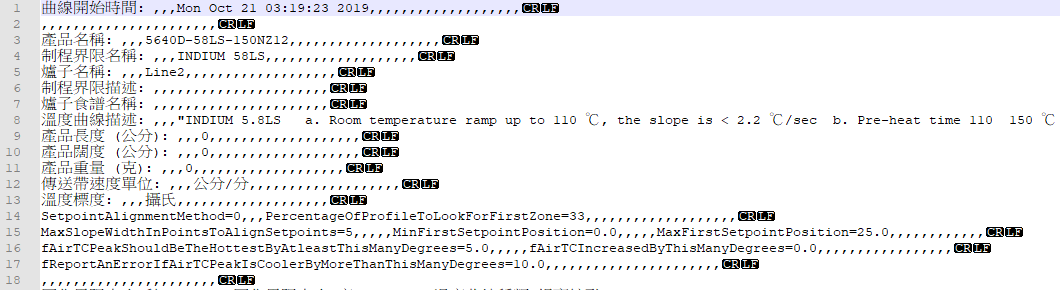 1 曲線開始時間：,,,Mon Oct 21 03:19:23 2019,,,,,,,,,,,,,,,,,,,CRLF
2 ,,,,,,,,,,,,,,,,,,,,,,CRLF
3 產品名稱：,,,5640D-58LS-150NZ12,,,,,,,,,,,,,,,,,,,CRLF
4 制程界限名稱：,,,INDIUM 58LS,,,,,,,,,,,,,,,,,,,CRLF
5 爐子名稱：,,,Line2,,,,,,,,,,,,,,,,,,,CRLF
6 制程界限描述：,,,,,,,,,,,,,,,,,,,,,,CRLF
7 爐子食譜名稱：,,,,,,,,,,,,,,,,,,,,,,CRLF
8 溫度曲線描述：,,,"INDIUM 5.8LS   a. Room temperature ramp up to 110 ℃, the slope is < 2.2 ℃/sec  b. Pre-heat time 110  150 ℃
9 產品長度 (公分)：,,,0,,,,,,,,,,,,,,,,,,,CRLF
10 產品闊度 (公分)：,,,0,,,,,,,,,,,,,,,,,,,CRLF
11 產品重量 (克)：,,,0,,,,,,,,,,,,,,,,,,,CRLF
12 傳送帶速度單位：,,,公分/分,,,,,,,,,,,,,,,,,,,CRLF
13 溫度標度：,,,攝氏,,,,,,,,,,,,,,,,,,,CRLF
14 SetpointAlignmentMethod=0,,,PercentageOfProfileToLookForFirstZone=33,,,,,,,,,,,,,,,,,,,CRLF
15 MaxSlopeWidthInPointsToAlignSetpoints=5,,,,,MinFirstSetpointPosition=0.0,,,,,MaxFirstSetpointPosition=25.0,,,,,,,,,,,,CRLF
16 fAirTCPeakShouldBeTheHottestByAtleastThisManyDegrees=5.0,,,,,fAirTCIncreasedByThisManyDegrees=0.0,,,,,,,,,,,,,,,,,CRLF
17 fReportAnErrorIfAirTCPeakIsCoolerByMoreThanThisManyDegrees=10.0,,,,,,,,,,,,,,,,,,,,,,CRLF
18 ,,,,,,,,,,,,,,,,,,,,,,CRLF